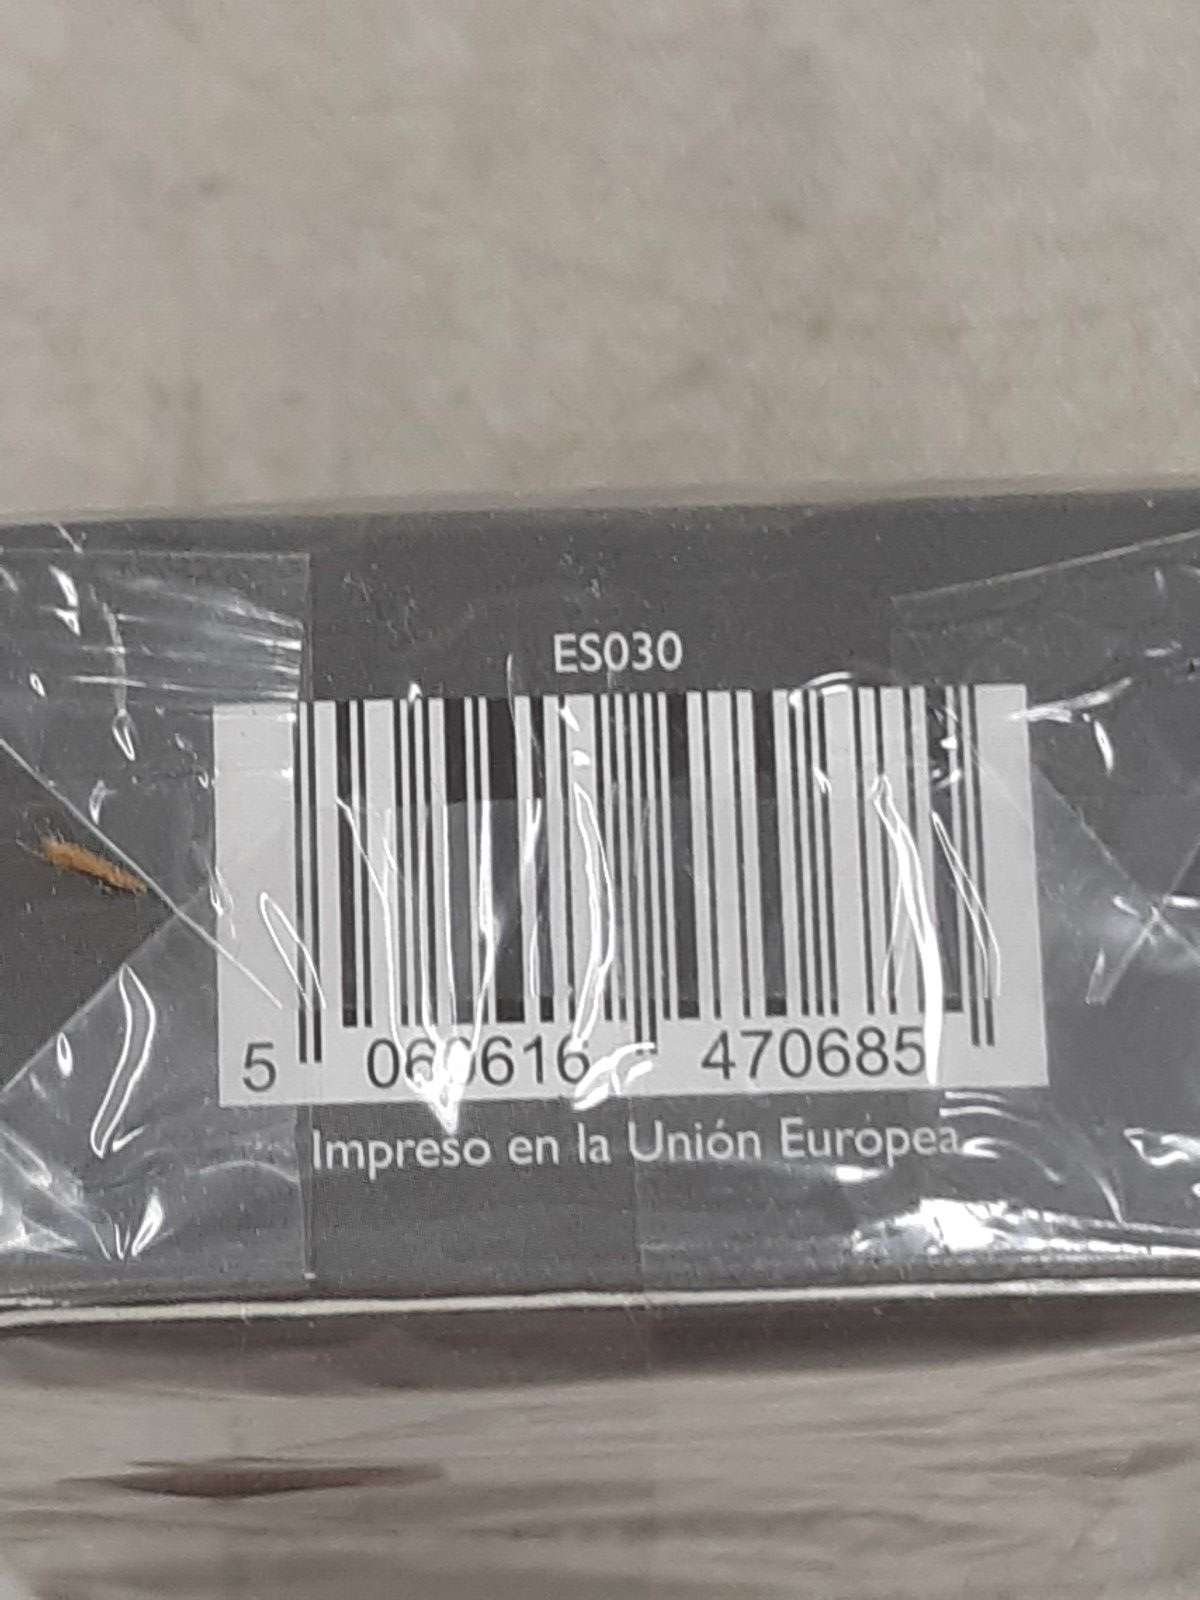 ES030
5 060616 470685
Impreso en la Unión Europea